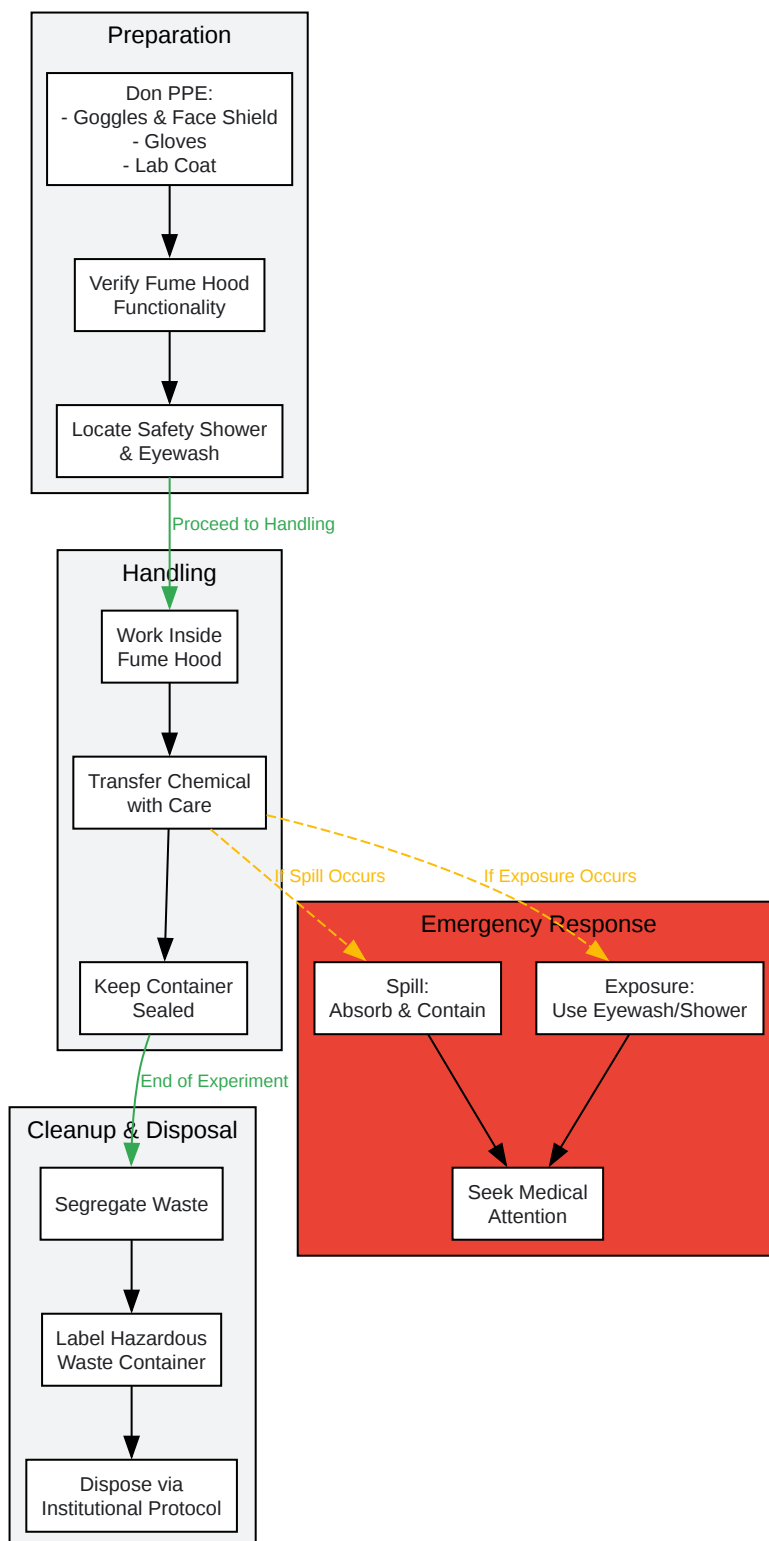 Preparation
Don PPE:
- Goggles & Face Shield
- Gloves
- Lab Coat
Verify Fume Hood
Functionality
Locate Safety Shower
& Eyewash
Proceed to Handling
Handling
Work Inside
Fume Hood
Transfer Chemical
with Care
If Spill Occurs
If Exposure Occurs
Keep Container
Sealed
Emergency Response
Spill:
Absorb & Contain
Exposure:
Use Eyewash/Shower
Seek Medical
Attention
End of Experiment
Cleanup & Disposal
Segregate Waste
Label Hazardous
Waste Container
Dispose via
Institutional Protocol